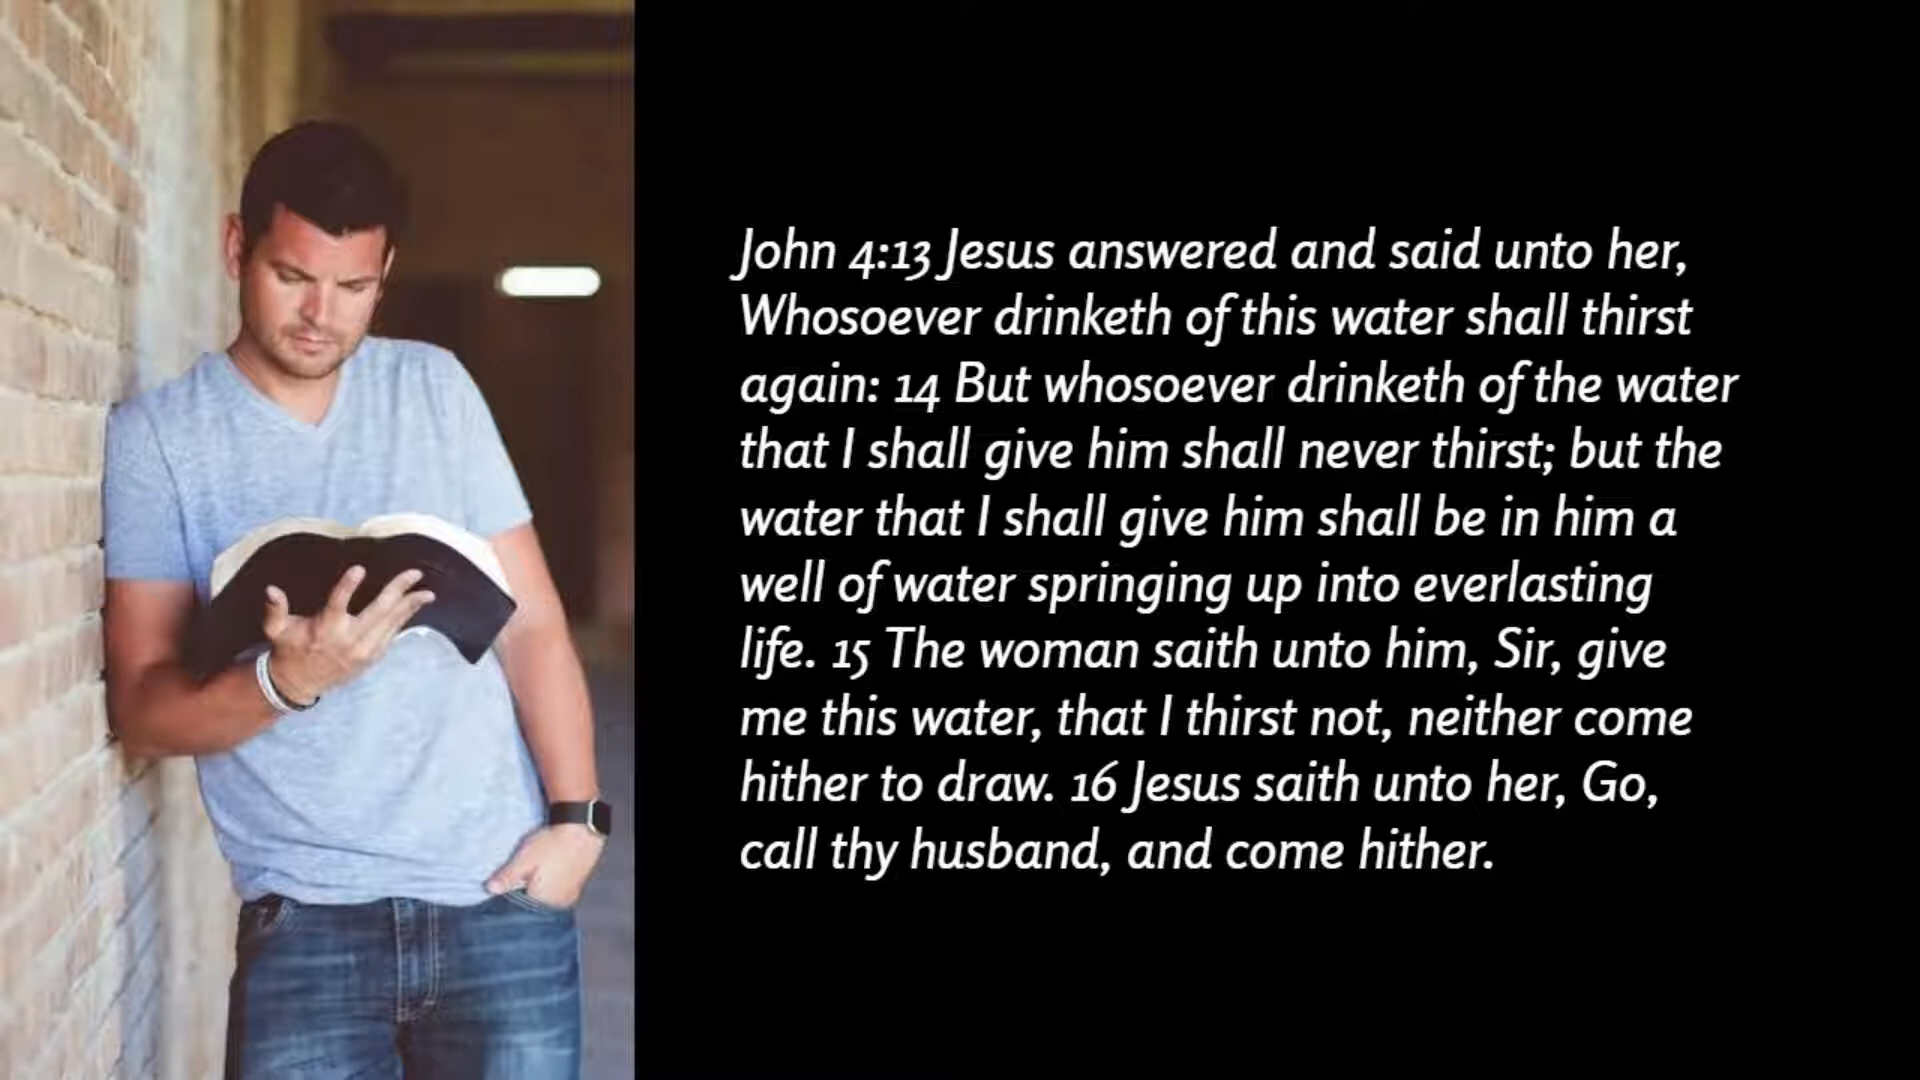 John 4:13 Jesus answered and said unto her,
Whosoever drinketh of this water shall thirst
again: 14 But whosoever drinketh of the water
that I shall give him shall never thirst; but the
water that I shall give him shall be in him a
well of water springing up into everlasting
life. 15 The woman saith unto him, Sir, give
me this water, that I thirst not, neither come
hither to draw. 16 Jesus saith unto her, Go,
call thy husband, and come hither.